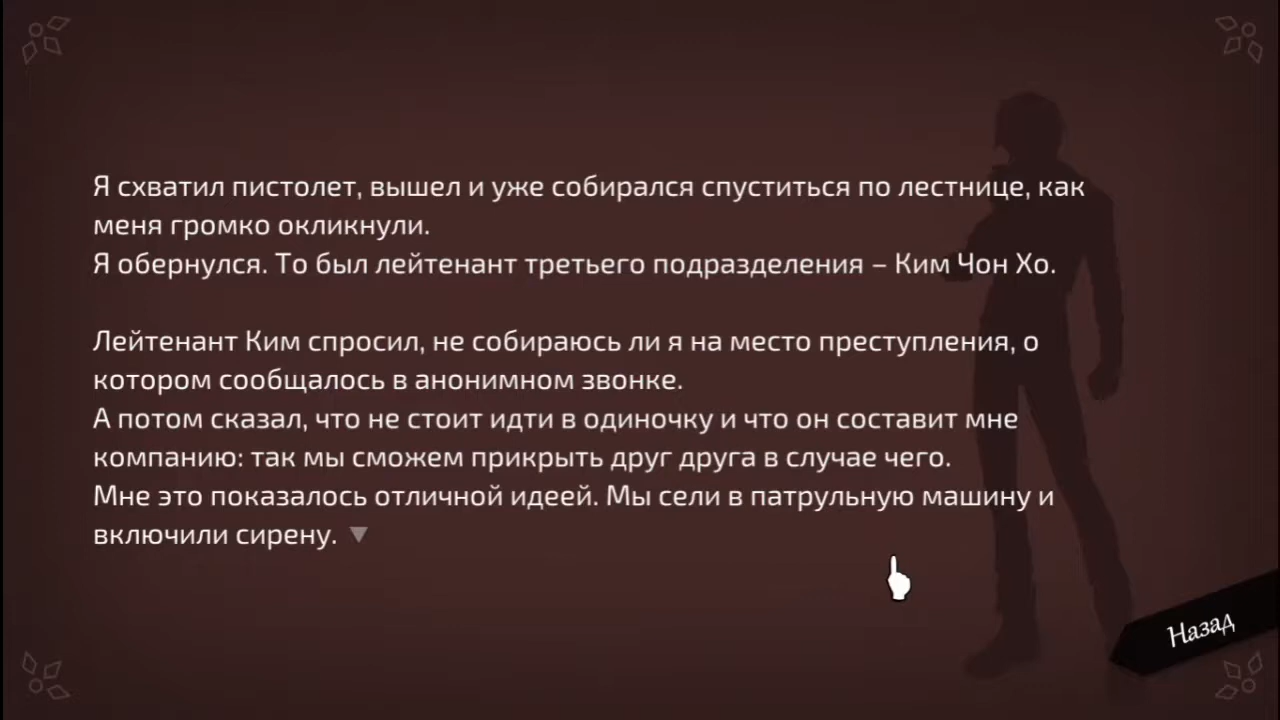 Я схватил пистолет, вышел и уже собирался спуститься по лестнице, как
меня громко окликнули.
Я обернулся. То был лейтенант третьего подразделения – Ким Чон Хо.
Лейтенант Ким спросил, не собираюсь ли я на место преступления, о
котором сообщалось в анонимном звонке.
А потом сказал, что не стоит идти в одиночку и что он составит мне
компанию: так мы сможем прикрыть друг друга в случае чего.
Мне это показалось отличной идеей. Мы сели в патрульную машину и
включили сирену.
Назад